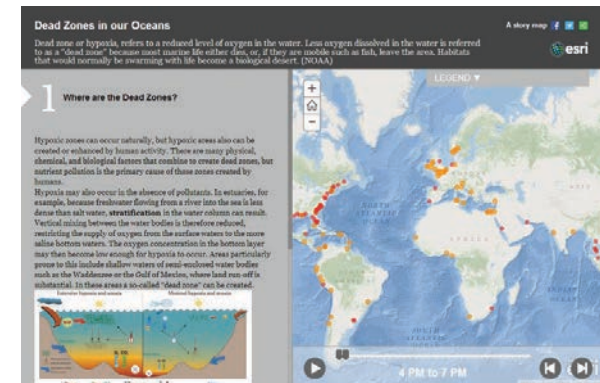 Dead Zones in our Oceans
A story map
Dead zone or hypoxia, refers to a reduced level of oxygen in the water. Less oxygen dissolved in the water is referred
to as a "dead zone" because most marine life either dies, or, if they are mobile such as fish, leave the area. Habitats
that would normally be swarming with life become a biological desert. (NOAA)
esri
1 Where are the Dead Zones?
Hypoxic zones can occur naturally, but hypoxic areas also can be
created or enhanced by human activity. There are many physical,
chemical, and biological factors that combine to create dead zones, but
nutrient pollution is the primary cause of those zones created by
humans.
Hypoxia may also occur in the absence of pollutants. In estuaries, for
example, because freshwater flowing from a river into the sea is less
dense than salt water, stratification in the water column can result.
Vertical mixing between the water bodies is therefore reduced,
restricting the supply of oxygen from the surface waters to the more
saline bottom waters. The oxygen concentration in the bottom layer
may then become low enough for hypoxia to occur. Areas particularly
prone to this include shallow waters of semi-enclosed water bodies
such as the Waddenzee or the Gulf of Mexico, where land run-off is
substantial. In these areas a so-called "dead zone" can be created.
LEGEND ▼
+
−
NORTH
ATLANTIC
OCEAN
AFRICA
SOUTH
ATLANTIC
OCEAN
4 PM to 7 PM